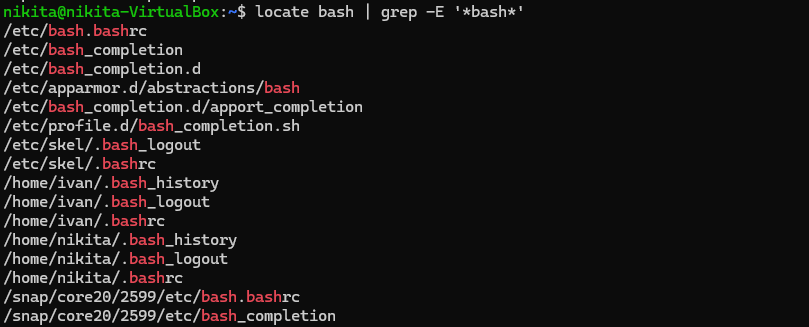 nikita@nikita-VirtualBox:~$ locate bash | grep -E '*bash*'
/etc/bash.bashrc
/etc/bash_completion
/etc/bash_completion.d
/etc/apparmor.d/abstractions/bash
/etc/bash_completion.d/apport_completion
/etc/profile.d/bash_completion.sh
/etc/skel/.bash_logout
/etc/skel/.bashrc
/home/ivan/.bash_history
/home/ivan/.bash_logout
/home/ivan/.bashrc
/home/nikita/.bash_history
/home/nikita/.bash_logout
/home/nikita/.bashrc
/snap/core20/2599/etc/bash.bashrc
/snap/core20/2599/etc/bash_completion